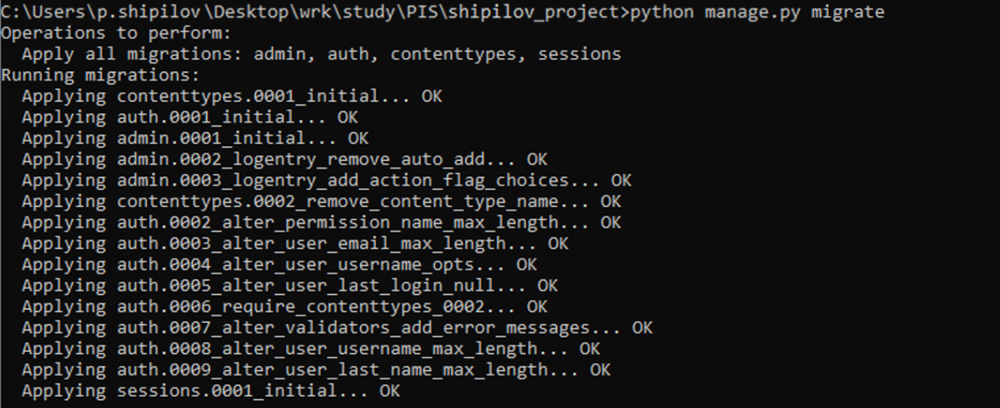 C:\Users\p.shipilov\Desktop\wrk\study\PIS\shipilov_project>python manage.py migrate
Operations to perform:
  Apply all migrations: admin, auth, contenttypes, sessions
Running migrations:
  Applying contenttypes.0001_initial... OK
  Applying auth.0001_initial... OK
  Applying admin.0001_initial... OK
  Applying admin.0002_logentry_remove_auto_add... OK
  Applying admin.0003_logentry_add_action_flag_choices... OK
  Applying contenttypes.0002_remove_content_type_name... OK
  Applying auth.0002_alter_permission_name_max_length... OK
  Applying auth.0003_alter_user_email_max_length... OK
  Applying auth.0004_alter_user_username_opts... OK
  Applying auth.0005_alter_user_last_login_null... OK
  Applying auth.0006_require_contenttypes_0002... OK
  Applying auth.0007_alter_validators_add_error_messages... OK
  Applying auth.0008_alter_user_username_max_length... OK
  Applying auth.0009_alter_user_last_name_max_length... OK
  Applying sessions.0001_initial... OK